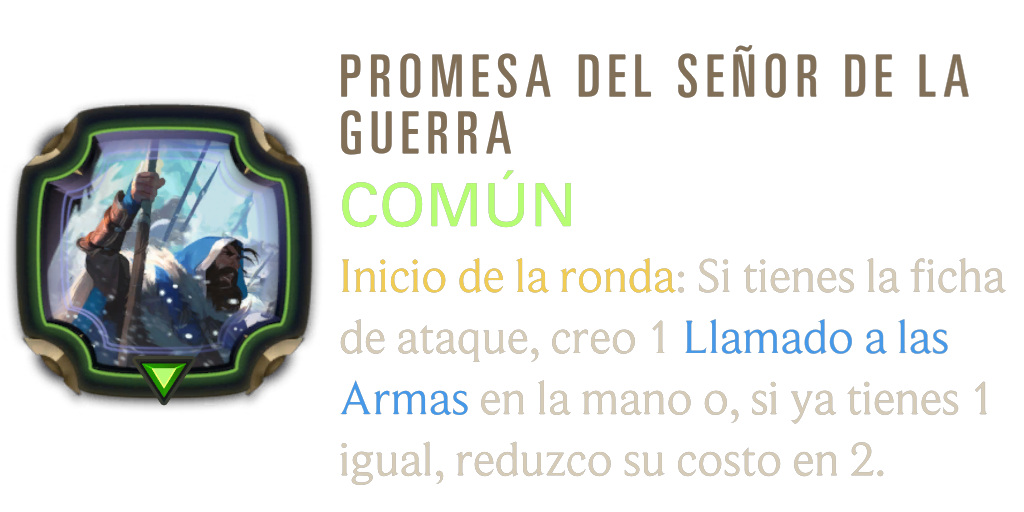 PROMESA DEL SEÑOR DE LA
GUERRA
COMÚN
Inicio de la ronda: Si tienes la ficha
de ataque, creo 1 Llamado a las
Armas en la mano o, si ya tienes 1
igual, reduzco su costo en 2.